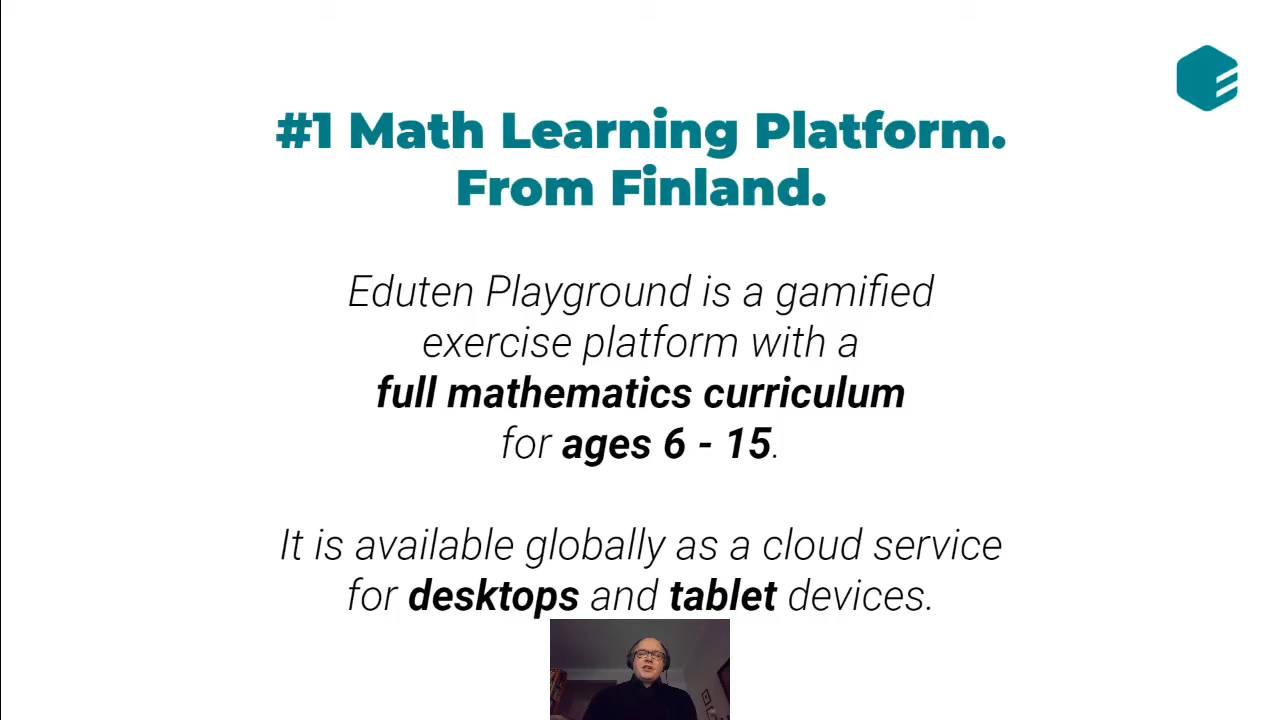 #1 Math Learning Platform.
From Finland.
Eduten Playground is a gamified
exercise platform with a
full mathematics curriculum
for ages 6 - 15.
It is available globally as a cloud service
for desktops and tablet devices.